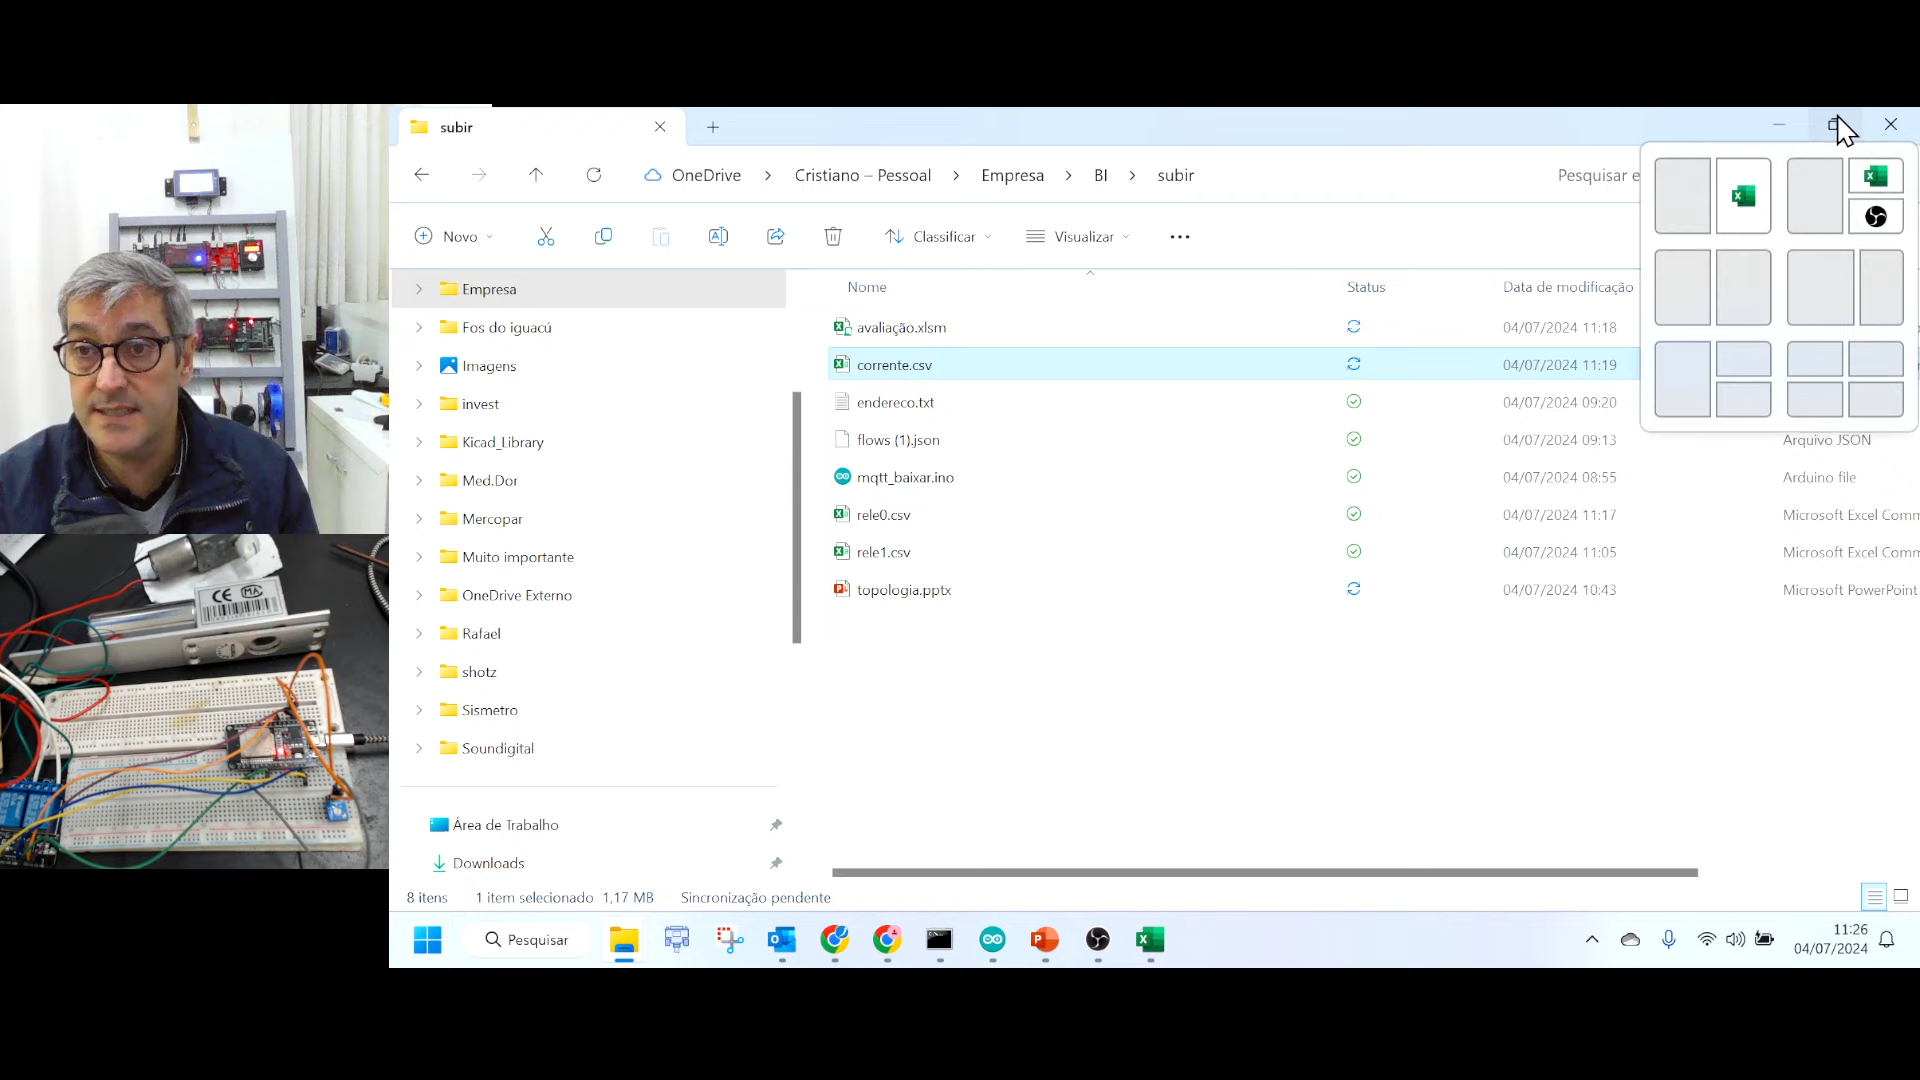 subir
OneDrive > Cristiano – Pessoal > Empresa > BI > subir
Pesquisar e
Novo
Classificar
Visualizar
Nome Status Data de modificação
Empresa
Fos do iguacú
Imagens
invest
Kicad_Library
Med.Dor
Mercopar
Muito importante
OneDrive Externo
Rafael
shotz
Sismetro
Soundigital
Área de Trabalho
Downloads
avaliação.xlsm 04/07/2024 11:18
corrente.csv 04/07/2024 11:19
endereco.txt 04/07/2024 09:20
flows (1).json 04/07/2024 09:13 Arquivo JSON
mqtt_baixar.ino 04/07/2024 08:55 Arduino file
rele0.csv 04/07/2024 11:17 Microsoft Excel Comm
rele1.csv 04/07/2024 11:05 Microsoft Excel Comm
topologia.pptx 04/07/2024 10:43 Microsoft PowerPoint
8 itens 1 item selecionado 1,17 MB Sincronização pendente
Pesquisar
11:26
04/07/2024
CE MA